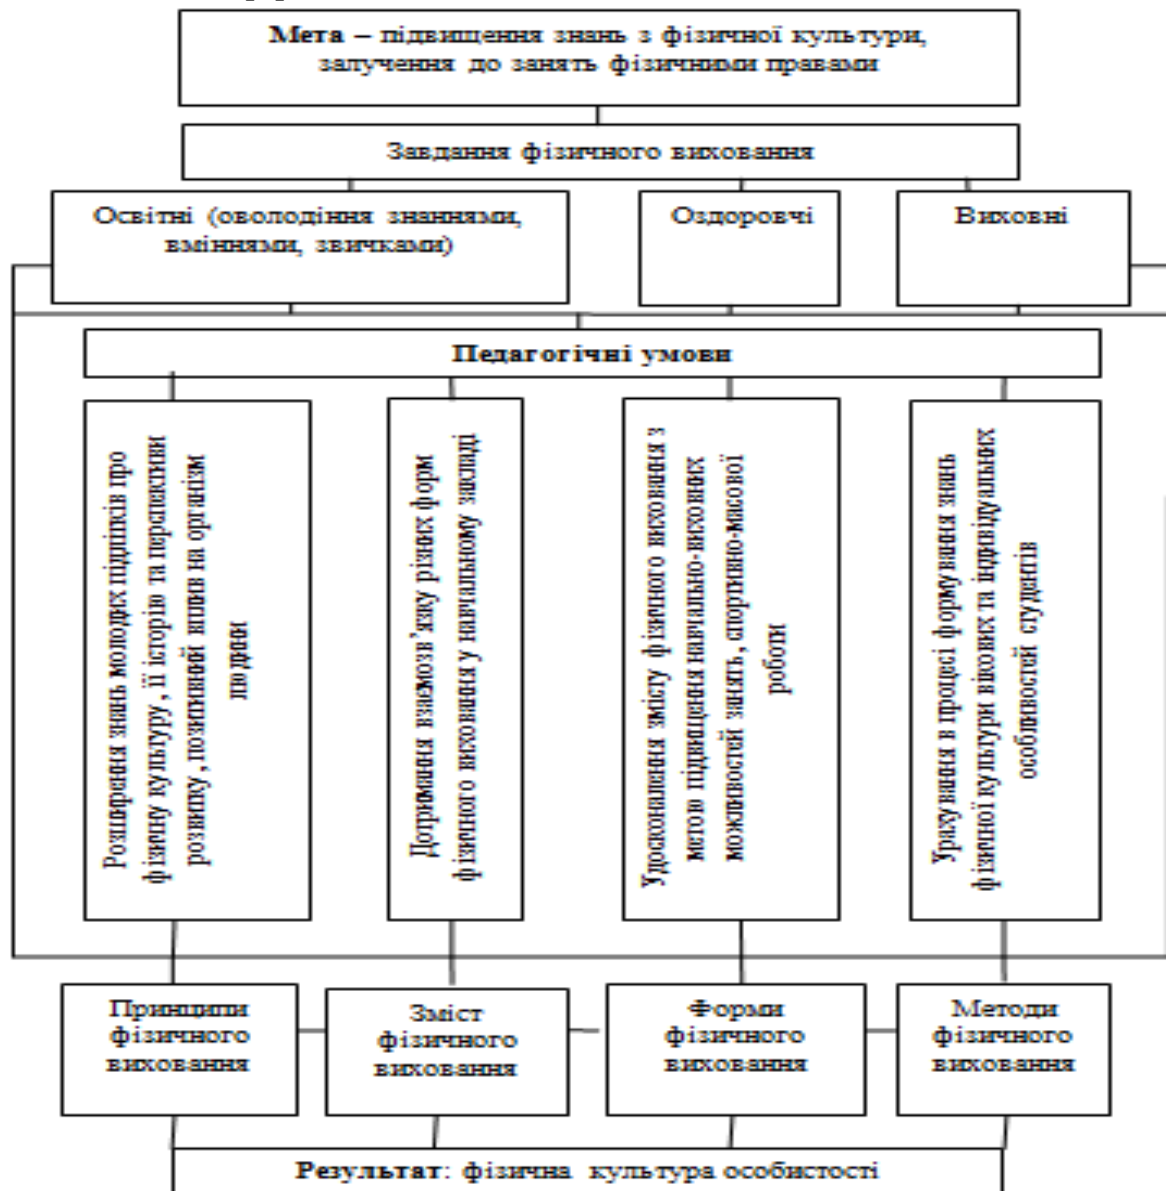 Мета – підвищення знань з фізичної культури,
залучення до занять фізичними правами
Завдання фізичного виховання
Освітні (оволодіння знаннями,
вміннями, звичками)
Оздоровчі
Виховні
Педагогічні умови
Розширення знань молодих підлітків про
фізичну культуру, її історію та перспективи
розвитку, позитивний вплив на організм
людини
Дотримання взаємозв’язку різних форм
фізичного виховання у навчальному закладі
Удосконалення змісту фізичного виховання з
метою підвищення навчально-виховних
можливостей занять, спортивно-масової
роботи
Урахування в процесі формування знань
фізичної культури вікових та індивідуальних
особливостей студентів
Принципи
фізичного
виховання
Зміст
фізичного
виховання
Форми
фізичного
виховання
Методи
фізичного
виховання
Результат: фізична культура особистості